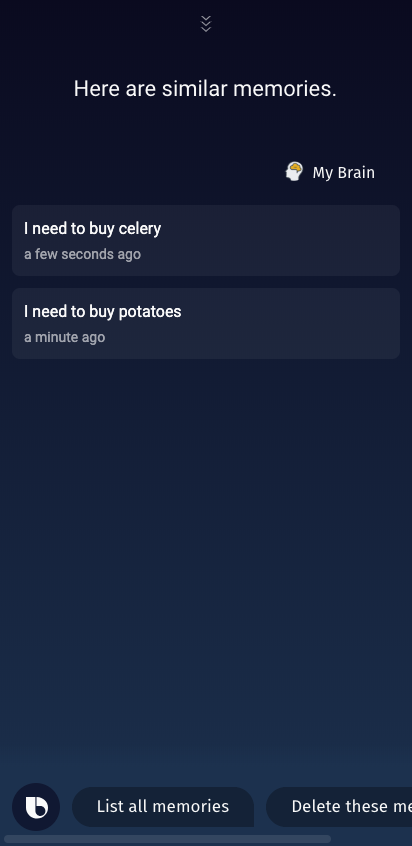 Here are similar memories.
My Brain
I need to buy celery
a few seconds ago
I need to buy potatoes
a minute ago
List all memories
Delete these me